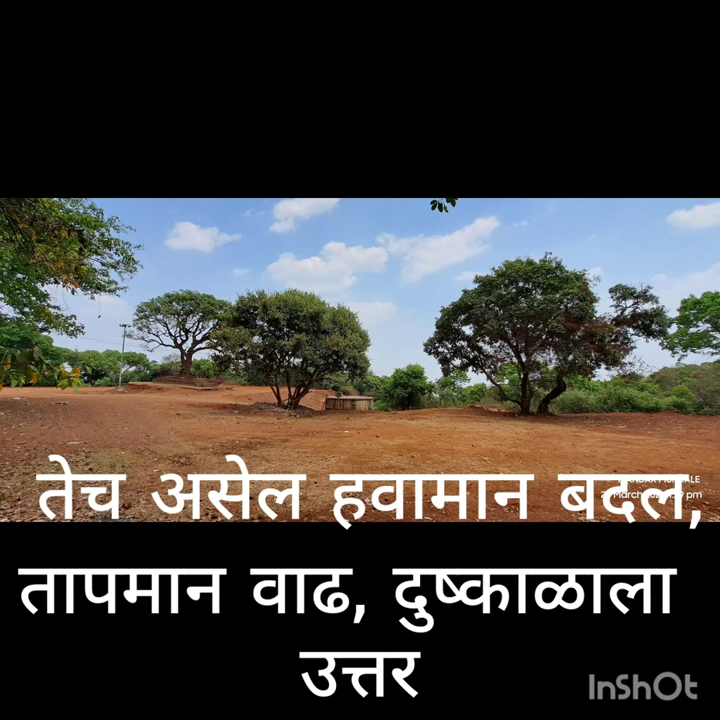 तेच असेल हवामान बदल,
तापमान वाढ, दुष्काळाला
उत्तर
InShOt